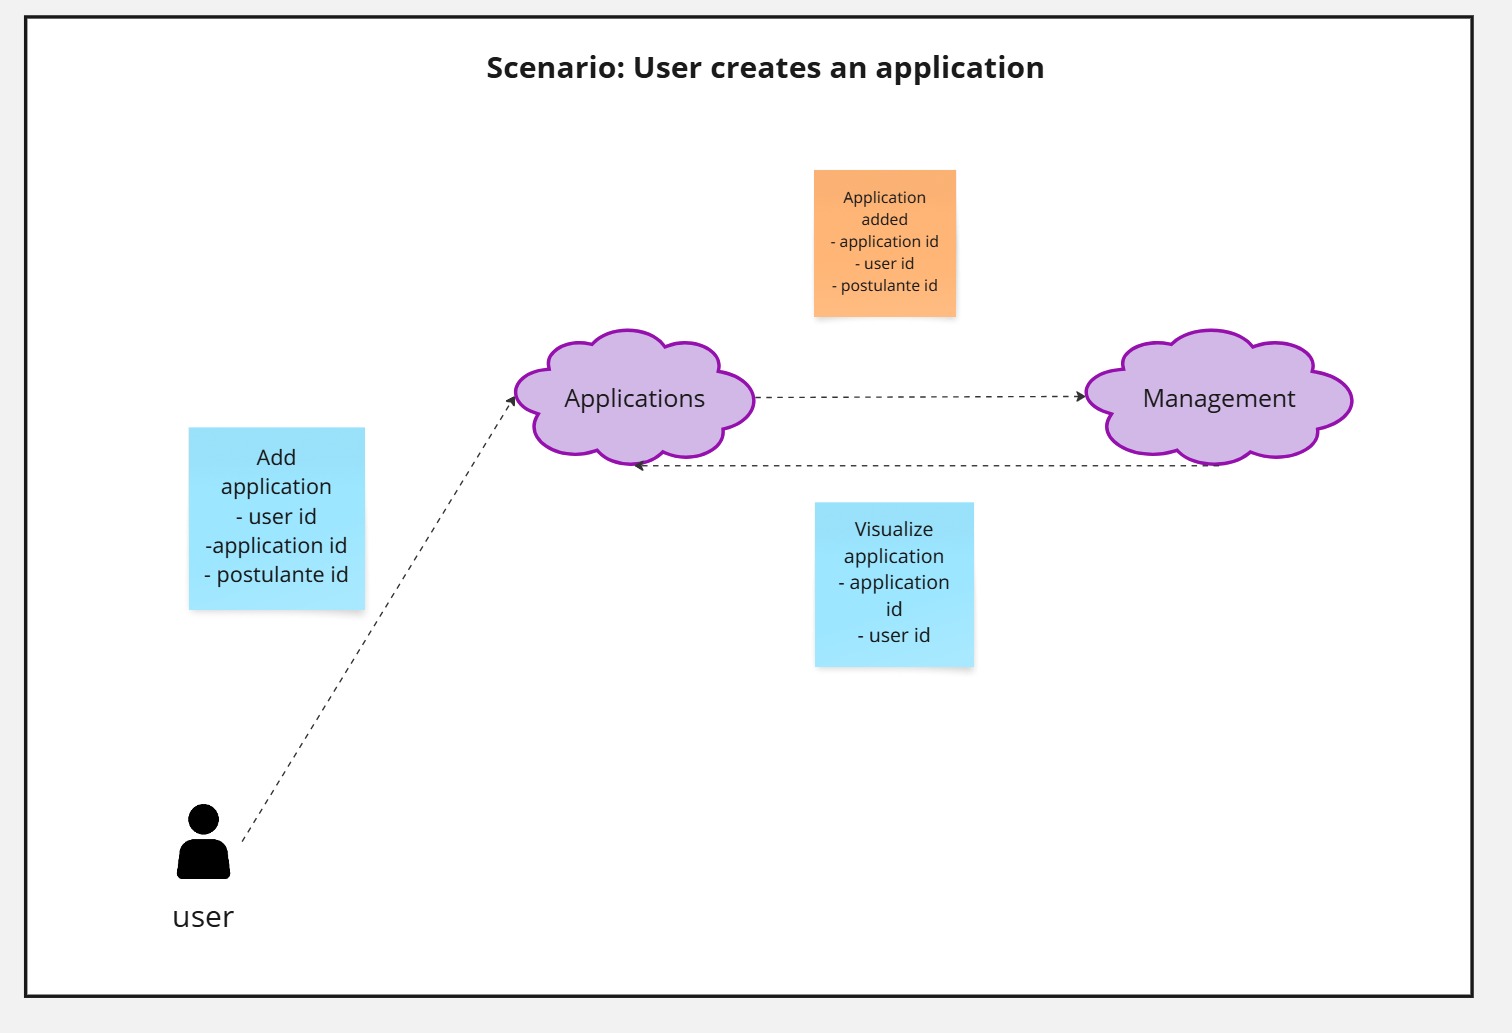 Scenario: User creates an application
Application
added
- application id
- user id
- postulante id
Applications
Management
Add
application
- user id
-application id
- postulante id
Visualize
application
- application
id
- user id
user